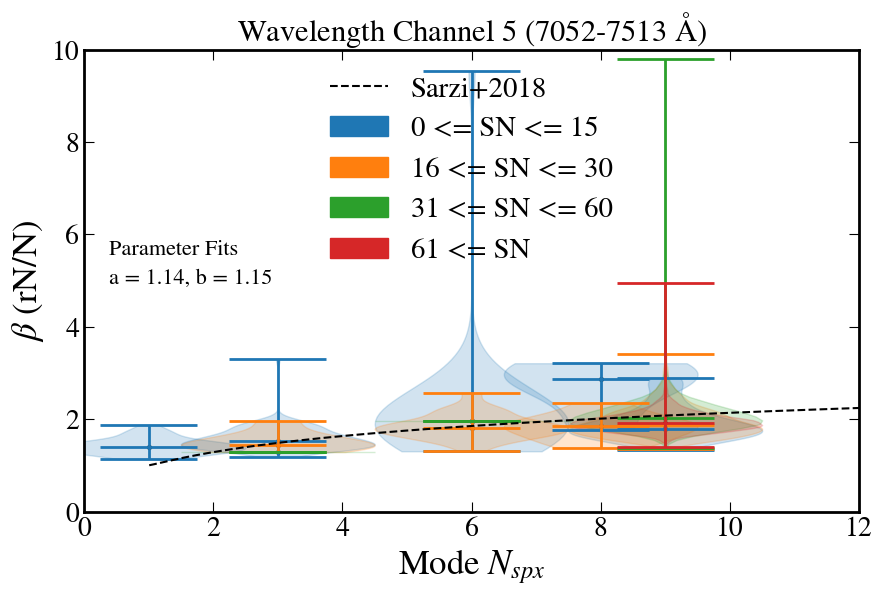 Wavelength Channel 5 (7052-7513 Å)
10
8
6
4
2
0
β (rN/N)
Sarzi+2018
0 <= SN <= 15
16 <= SN <= 30
31 <= SN <= 60
61 <= SN
Parameter Fits
a = 1.14, b = 1.15
0 2 4 6 8 10 12
Mode N_{spx}